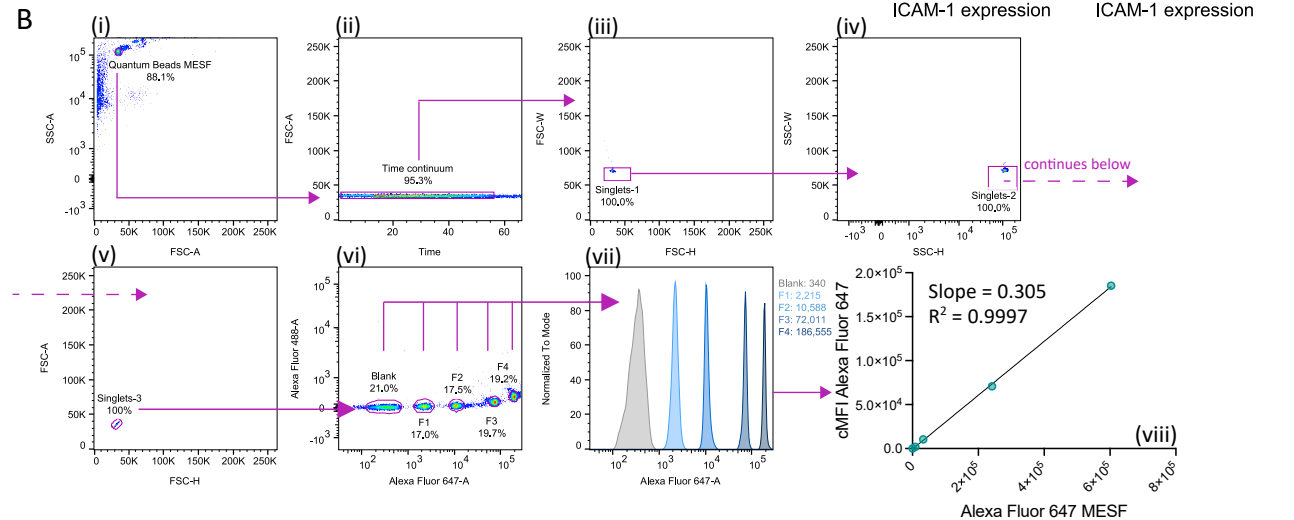 B
ICAM-1 expression
ICAM-1 expression
(i)
SSC-A
10^5
10^4
10^3
0
-10^3
Quantum Beads MESF
88.1%
0
50K
100K
150K
200K
250K
FSC-A
(ii)
FSC-A
250K
200K
150K
100K
50K
0
Time continuum
95.3%
20
40
60
Time
(iii)
FSC-W
250K
200K
150K
100K
50K
0
Singlets-1
100.0%
0
50K
100K
150K
200K
250K
FSC-H
(iv)
SSC-W
250K
200K
150K
100K
50K
0
Singlets-2
100.0%
-10^3
0
10^3
10^4
10^5
SSC-H
continues below
(v)
FSC-A
250K
200K
150K
100K
50K
0
Singlets-3
100%
0
50K
100K
150K
200K
250K
FSC-H
(vi)
Alexa Fluor 488-A
10^5
10^4
10^3
0
-10^3
Blank
21.0%
F1
17.0%
F2
17.5%
F3
19.7%
F4
19.2%
10^2
10^3
10^4
10^5
Alexa Fluor 647-A
(vii)
Normalized To Mode
100
80
60
40
20
0
10^2
10^3
10^4
10^5
Alexa Fluor 647-A
Blank: 340
F1: 2,215
F2: 10,588
F3: 72,011
F4: 186,555
cMFI Alexa Fluor 647
2.0×10^5
1.5×10^5
1.0×10^5
5.0×10^4
0.0
Slope = 0.305
R² = 0.9997
(viii)
0
2×10^5
4×10^5
6×10^5
8×10^5
Alexa Fluor 647 MESF